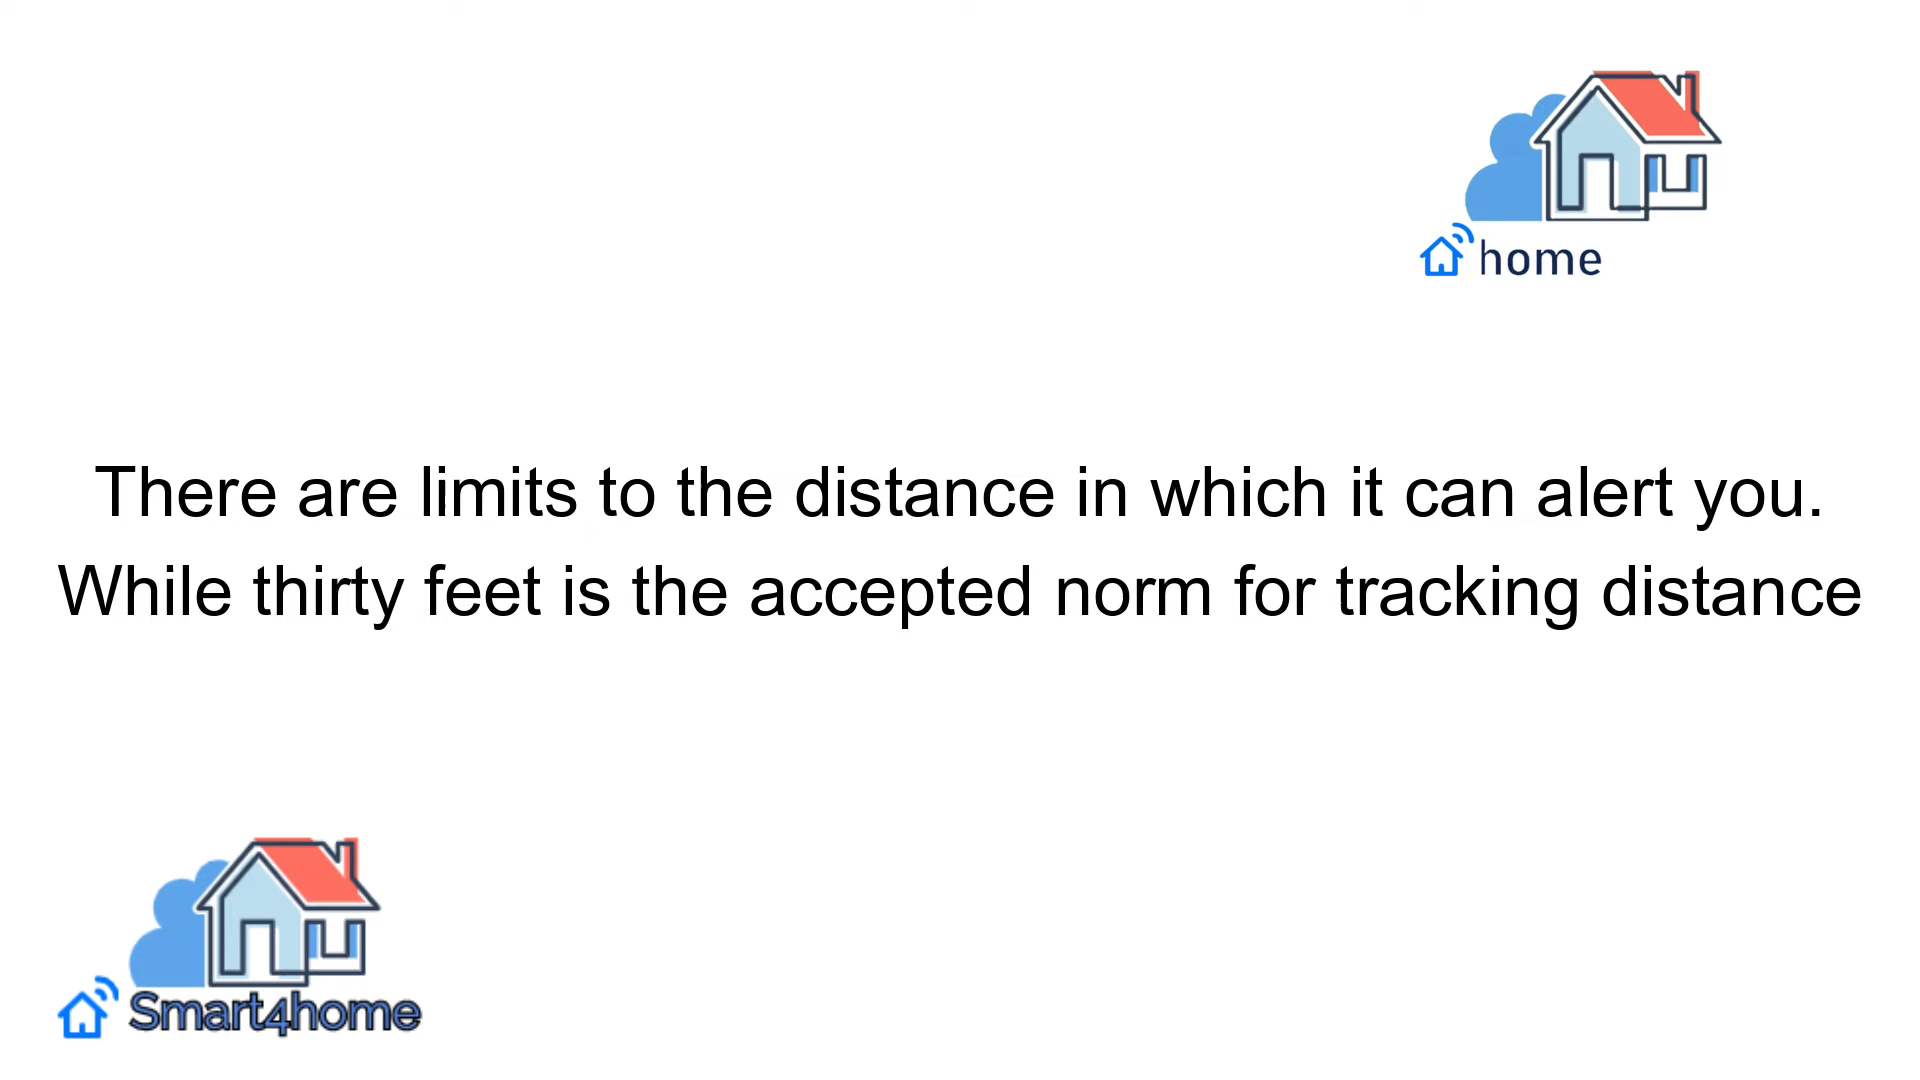 home
There are limits to the distance in which it can alert you.
While thirty feet is the accepted norm for tracking distance
Smart4home